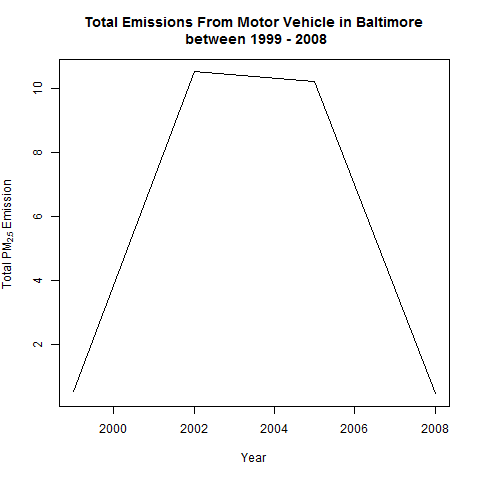 Total Emissions From Motor Vehicle in Baltimore
between 1999 - 2008
Total PM2.5 Emission
10
8
6
4
2
2000 2002 2004 2006 2008
Year